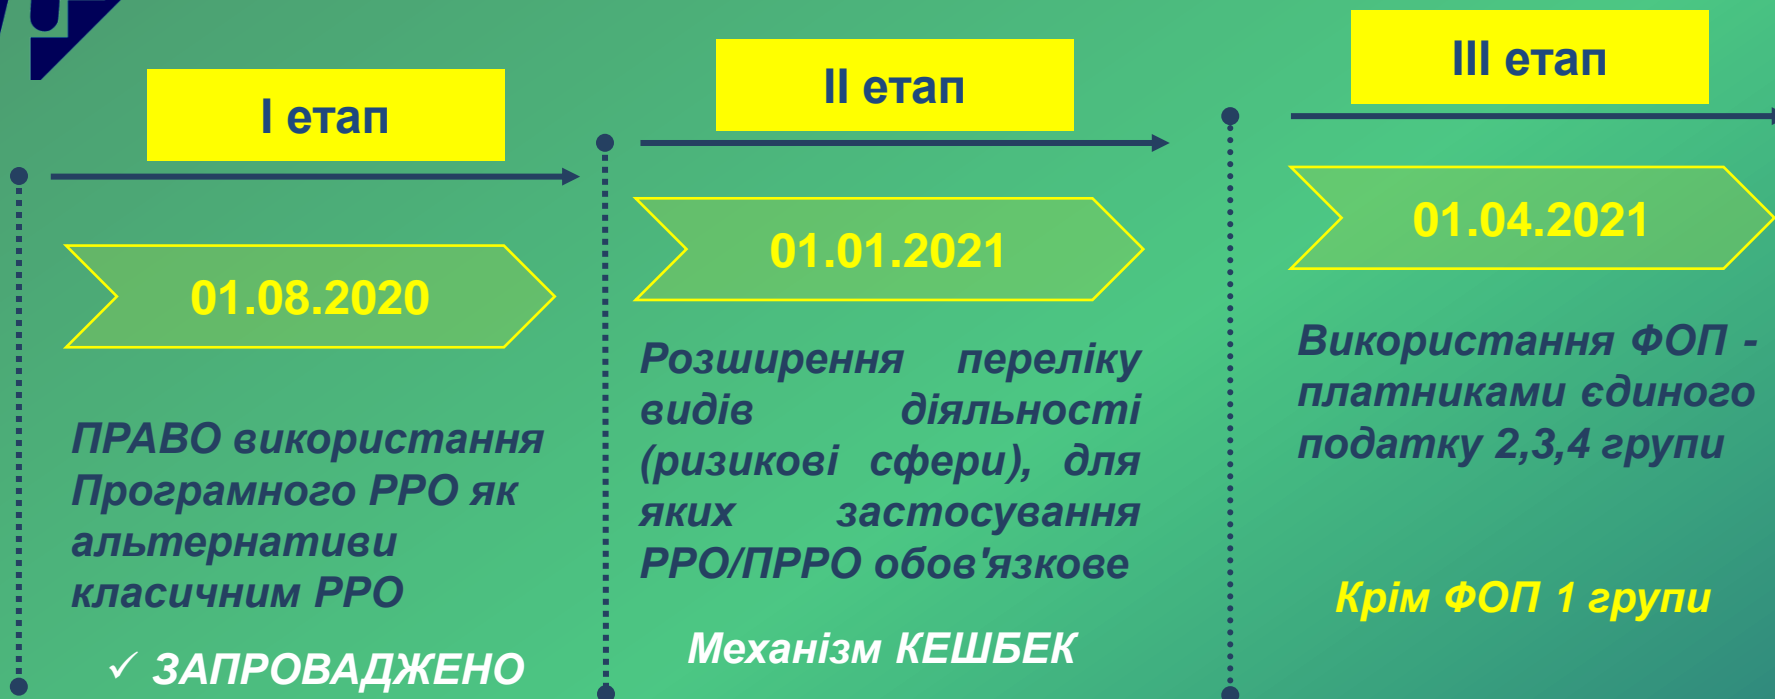 І етап
01.08.2020
ПРАВО використання
Програмного РРО як
альтернативи
класичним РРО
✓ ЗАПРОВАДЖЕНО
ІІ етап
01.01.2021
Розширення переліку
видів діяльності
(ризикові сфери), для
яких застосування
РРО/ПРРО обов'язкове
Механізм КЕШБЕК
ІІІ етап
01.04.2021
Використання ФОП -
платниками єдиного
податку 2,3,4 групи
Крім ФОП 1 групи